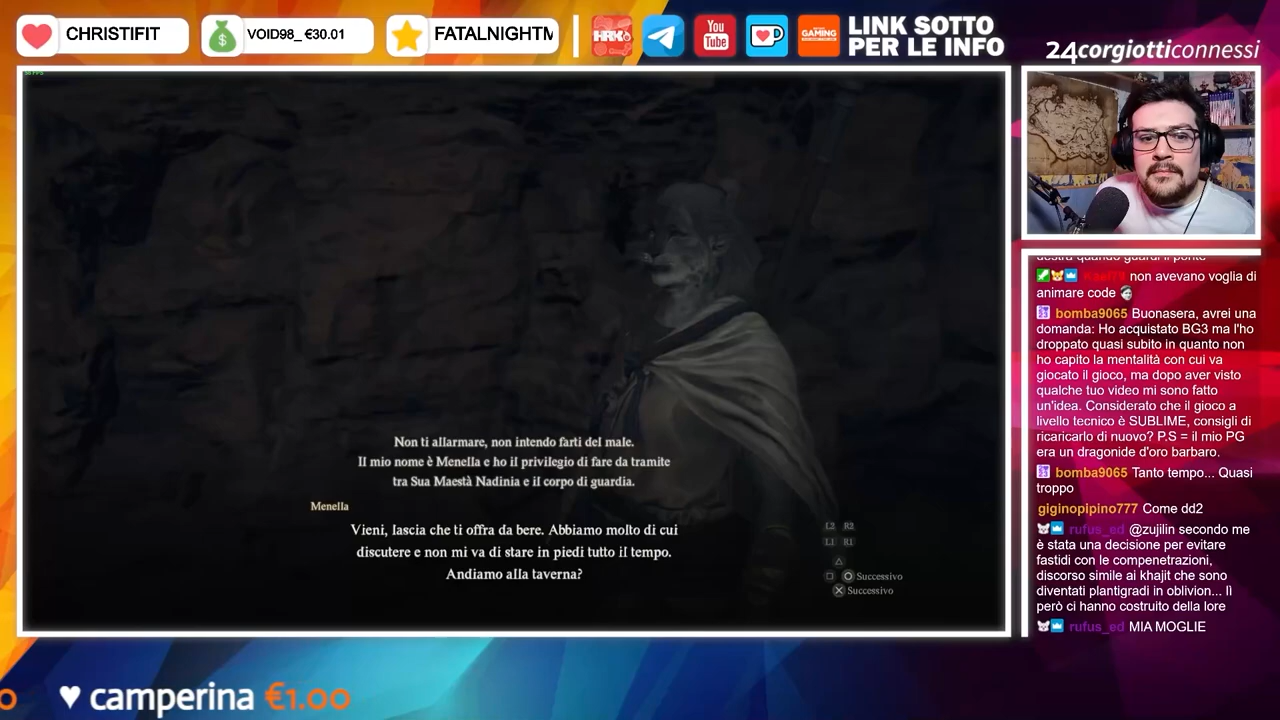 CHRISTIFIT
VOID98_ €30.01
FATALNIGHTM
HRK
You
Tube
GAMING
LINK SOTTO
PER LE INFO
24corgiotticonnessi
non avevano voglia di
animare code
bomba9065 Buonasera, avrei una
domanda: Ho acquistato BG3 ma l'ho
droppato quasi subito in quanto non
ho capito la mentalità con cui va
giocato il gioco, ma dopo aver visto
qualche tuo video mi sono fatto
un'idea. Considerato che il gioco a
livello tecnico è SUBLIME, consigli di
ricaricarlo di nuovo? P.S = il mio PG
era un dragonide d'oro barbaro.
bomba9065 Tanto tempo... Quasi
troppo
giginopipino777 Come dd2
rufus_ed @zujilin secondo me
è stata una decisione per evitare
fastidi con le compenetrazioni,
discorso simile ai khajit che sono
diventati plantigradi in oblivion... lì
però ci hanno costruito della lore
rufus_ed MIA MOGLIE
Non ti allarmare, non intendo farti del male.
Il mio nome è Menella e ho il privilegio di fare da tramite
tra Sua Maestà Nadinia e il corpo di guardia.
Menella
Vieni, lascia che ti offra da bere. Abbiamo molto di cui
discutere e non mi va di stare in piedi tutto il tempo.
Andiamo alla taverna?
L2 R2
L1 R1
Successivo
Successivo
camperina €1.00